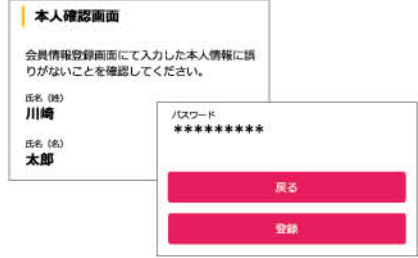 本人確認画面
会員情報登録画面にて入力した本人情報に誤
りがないことを確認してください。
氏名（姓）
川崎
氏名（名）
太郎
パスワード
*********
戻る
登録